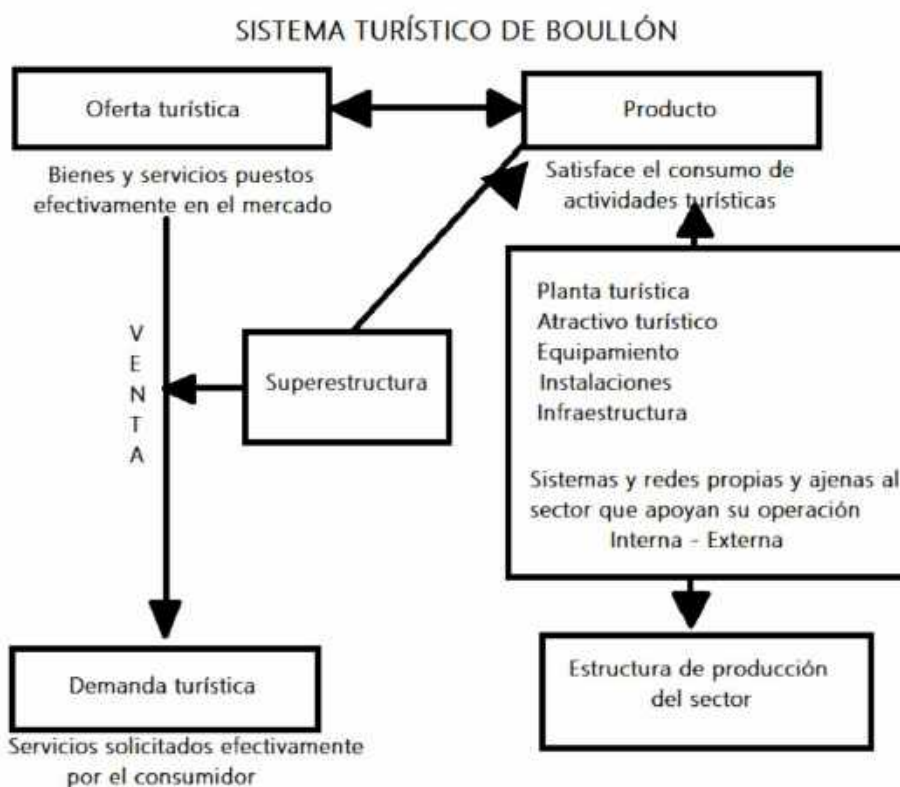 SISTEMA TURÍSTICO DE BOULLÓN
Oferta turística
Producto
Bienes y servicios puestos
efectivamente en el mercado
Satisface el consumo de
actividades turísticas
VENTA
Superestructura
Planta turística
Atractivo turístico
Equipamiento
Instalaciones
Infraestructura
Sistemas y redes propias y ajenas al
sector que apoyan su operación
Interna - Externa
Demanda turística
Servicios solicitados efectivamente
por el consumidor
Estructura de producción
del sector